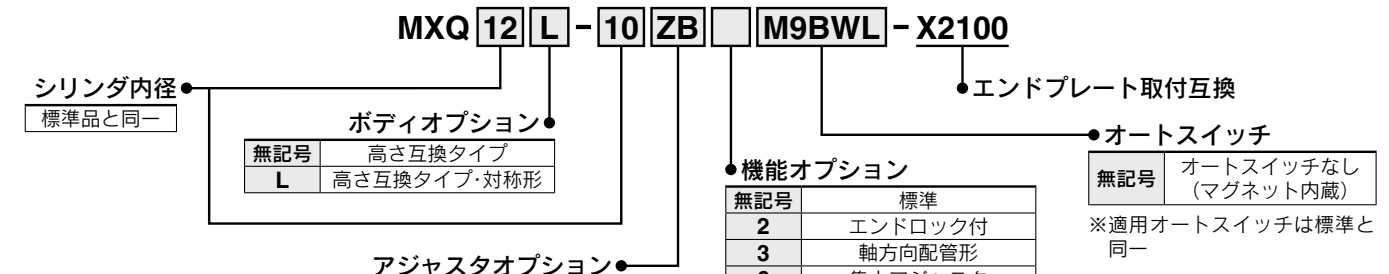 MXQ 12 L - 10 ZB M9BWL - X2100
シリンダ内径
標準品と同一
ボディオプション
無記号 高さ互換タイプ
L 高さ互換タイプ・対称形
アジャスタオプション
機能オプション
無記号 標準
2 エンドロック付
3 軸方向配管形
エンドプレート取付互換
オートスイッチ
無記号 オートスイッチなし
（マグネット内蔵）
※適用オートスイッチは標準と
同一